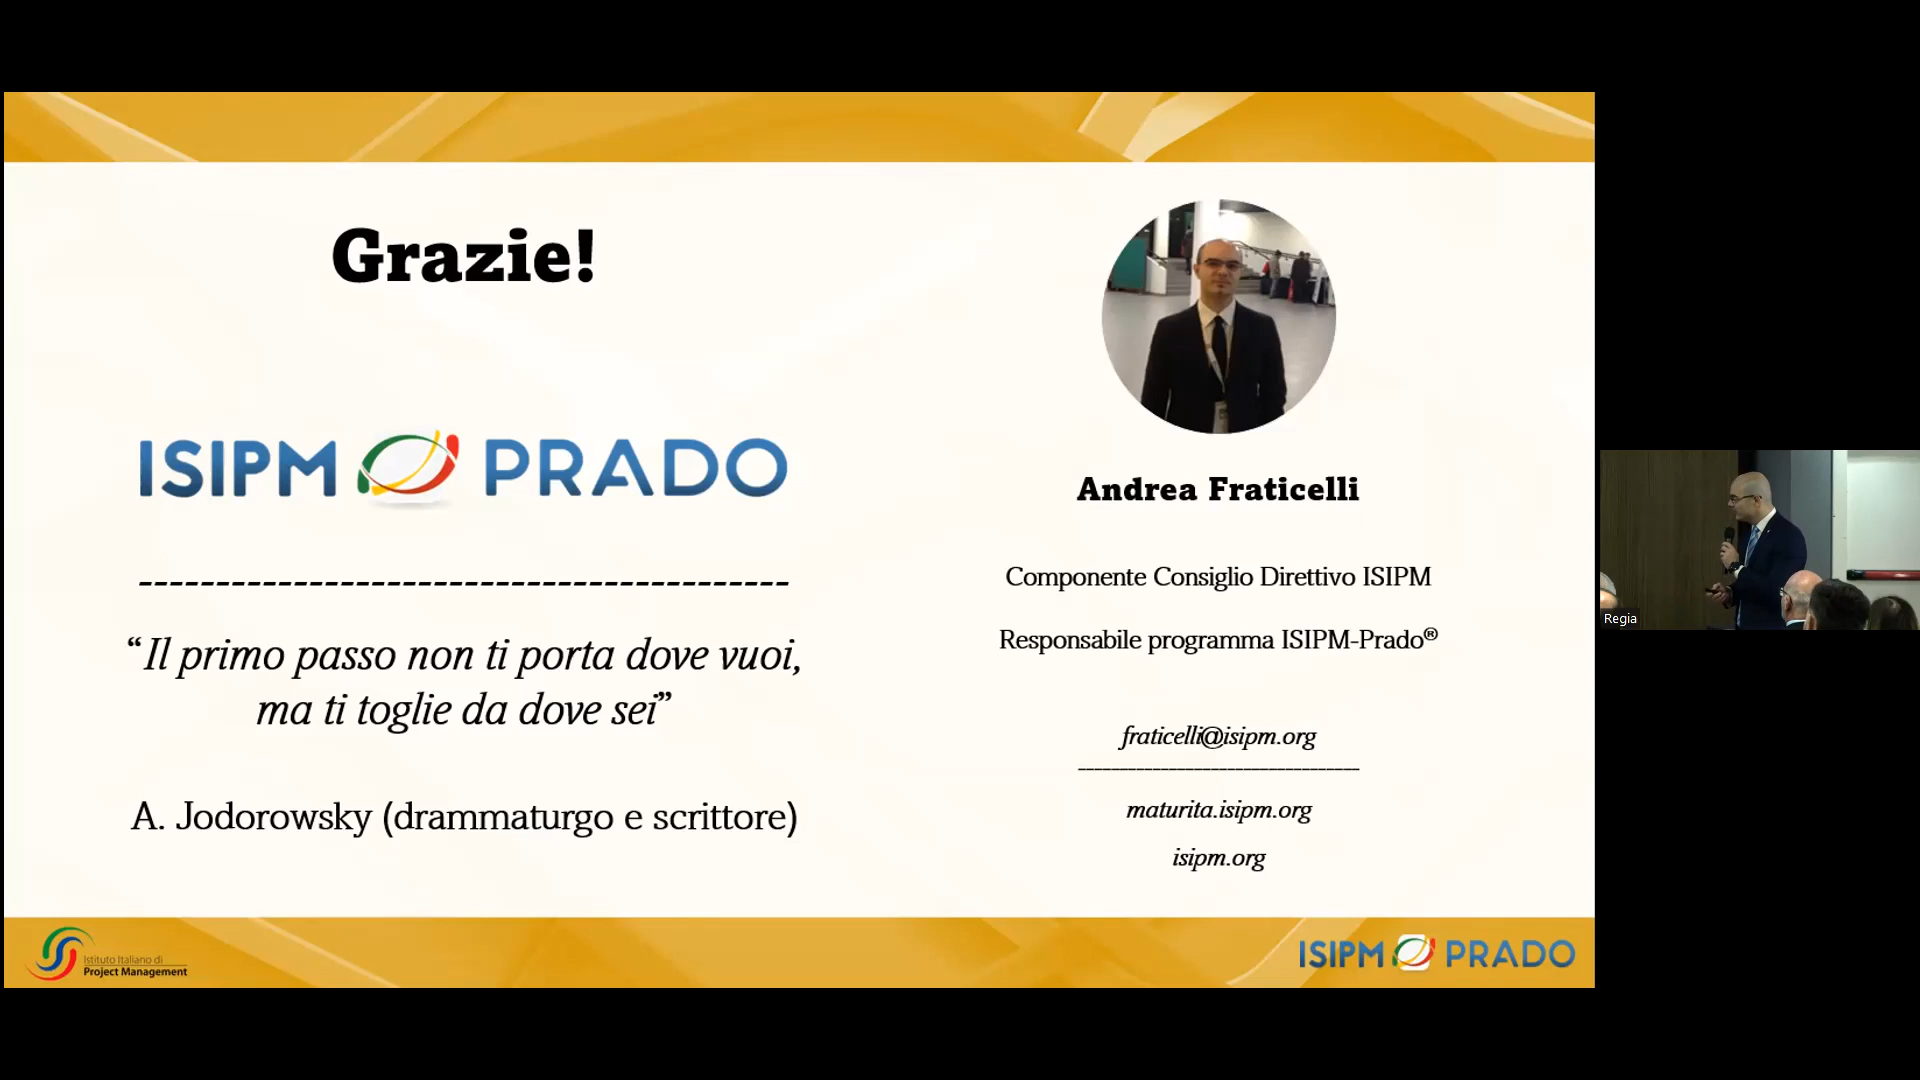 Grazie!
ISIPM PRADO
-----------------------------------------
“Il primo passo non ti porta dove vuoi,
ma ti toglie da dove sei”
A. Jodorowsky (drammaturgo e scrittore)
Andrea Fraticelli
Componente Consiglio Direttivo ISIPM
Responsabile programma ISIPM-Prado®
fraticelli@isipm.org
maturita.isipm.org
isipm.org
Regia
Istituto Italiano di
Project Management
ISIPM PRADO